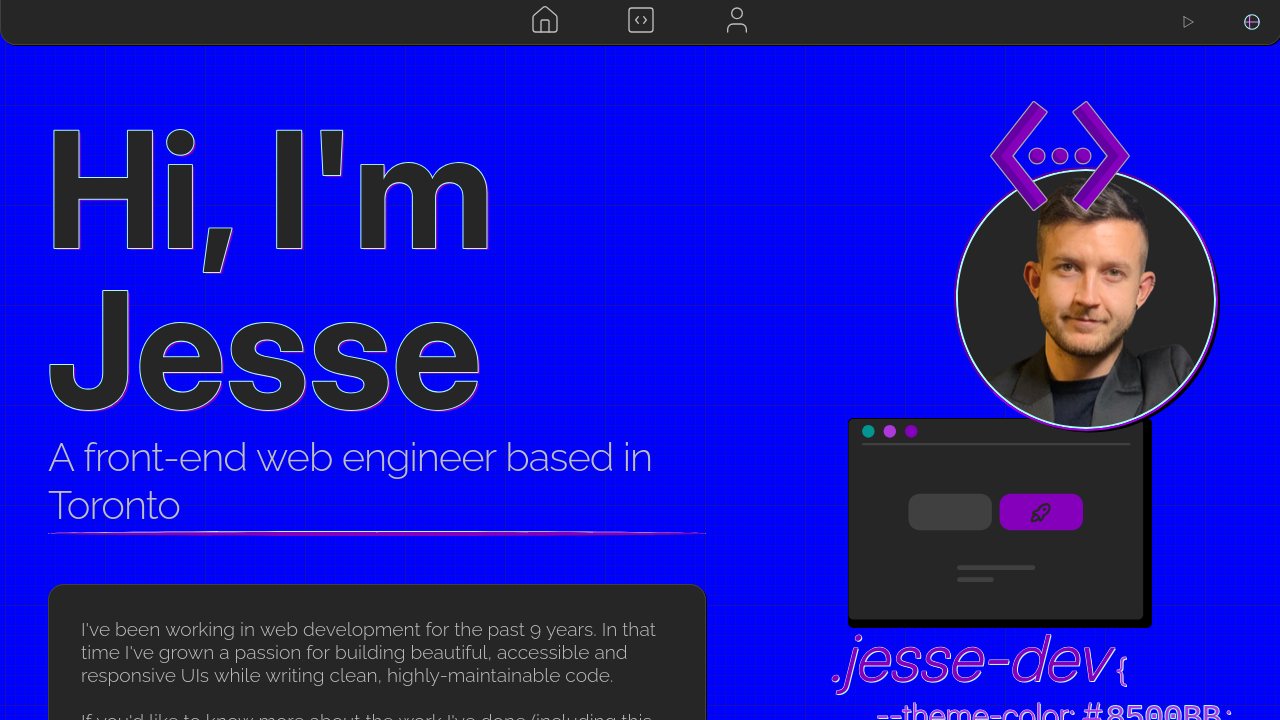 Hi, I'm
Jesse
A front-end web engineer based in
Toronto
I've been working in web development for the past 9 years. In that
time I've grown a passion for building beautiful, accessible and
responsive UIs while writing clean, highly-maintainable code.
If you'd like to know more about the work I've done (including this
.jesse-dev{
--theme-color: #8500BB;